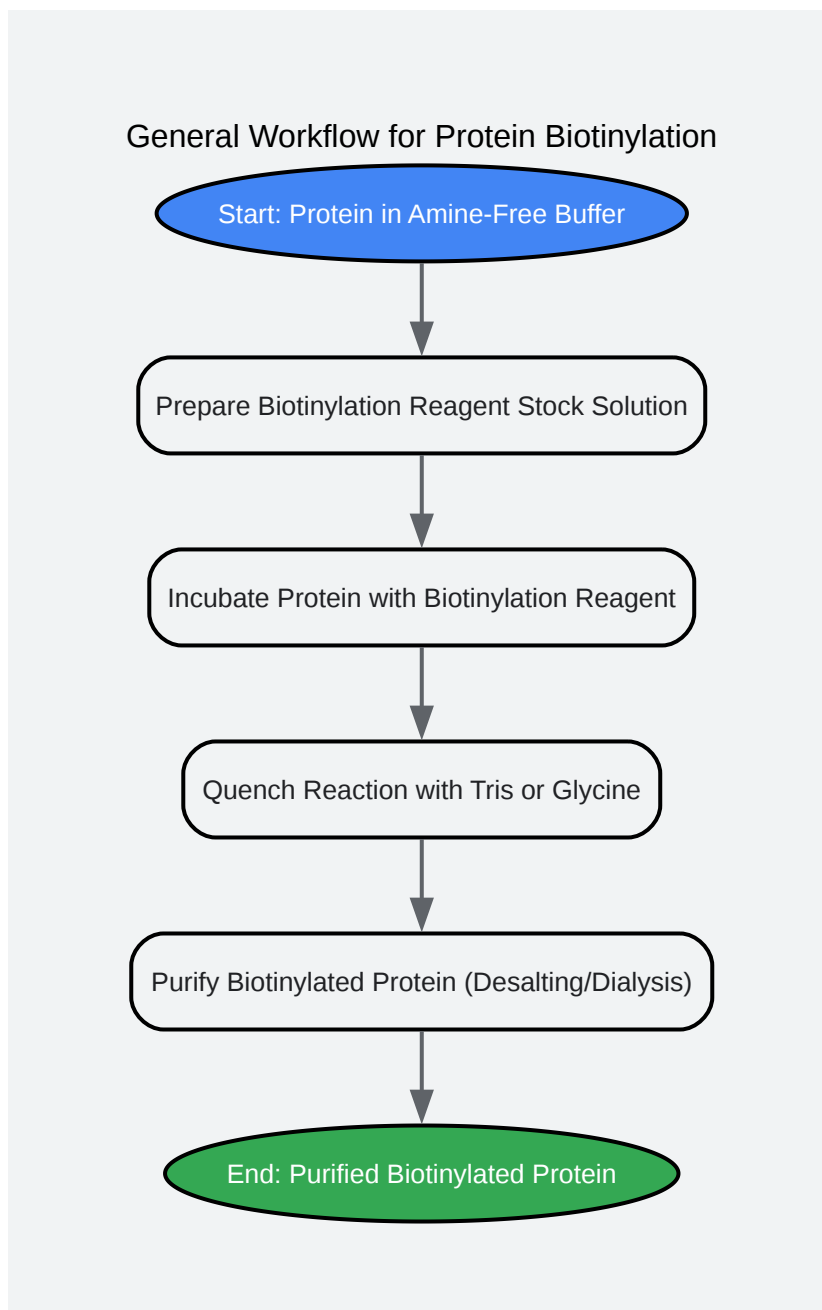 General Workflow for Protein Biotinylation
Start: Protein in Amine-Free Buffer
Prepare Biotinylation Reagent Stock Solution
Incubate Protein with Biotinylation Reagent
Quench Reaction with Tris or Glycine
Purify Biotinylated Protein (Desalting/Dialysis)
End: Purified Biotinylated Protein